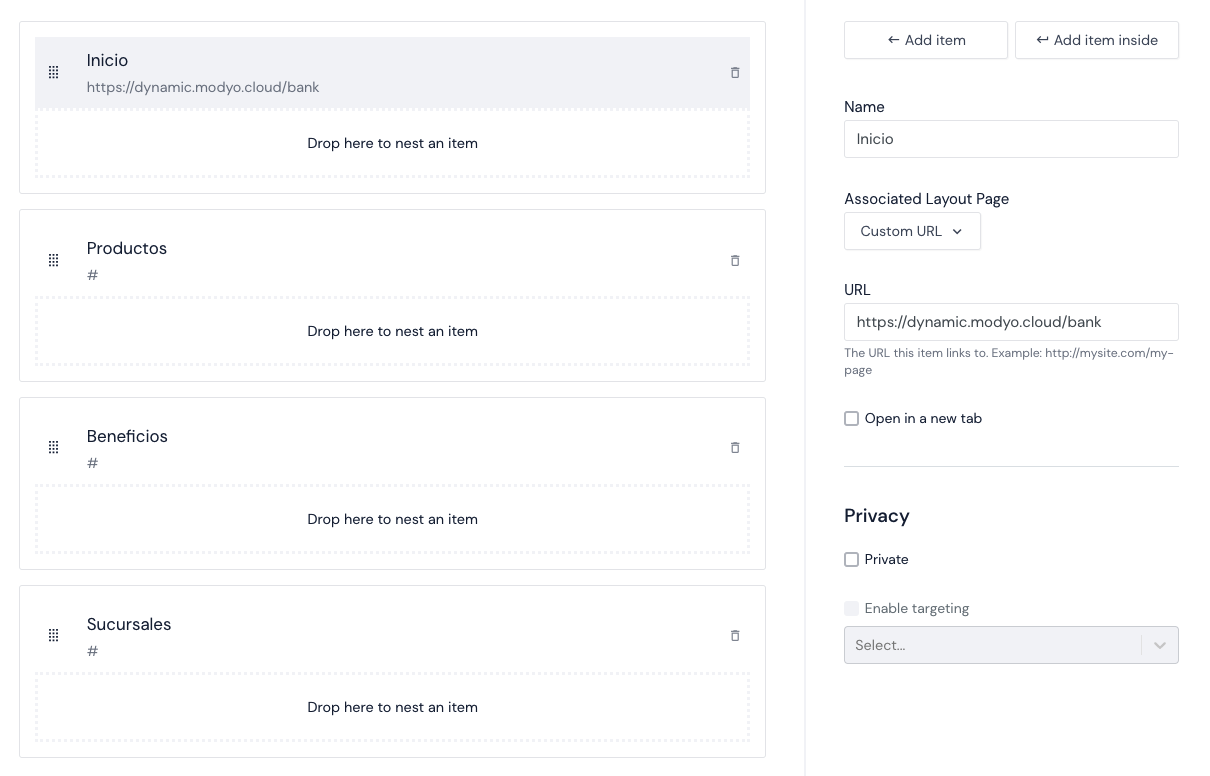 Inicio
https://dynamic.modyo.cloud/bank
Drop here to nest an item
Productos
#
Drop here to nest an item
Beneficios
#
Drop here to nest an item
Sucursales
#
Drop here to nest an item
← Add item
↩ Add item inside
Name
Inicio
Associated Layout Page
Custom URL
URL
https://dynamic.modyo.cloud/bank
The URL this item links to. Example: http://mysite.com/my-
page
Open in a new tab
Privacy
Private
Enable targeting
Select...